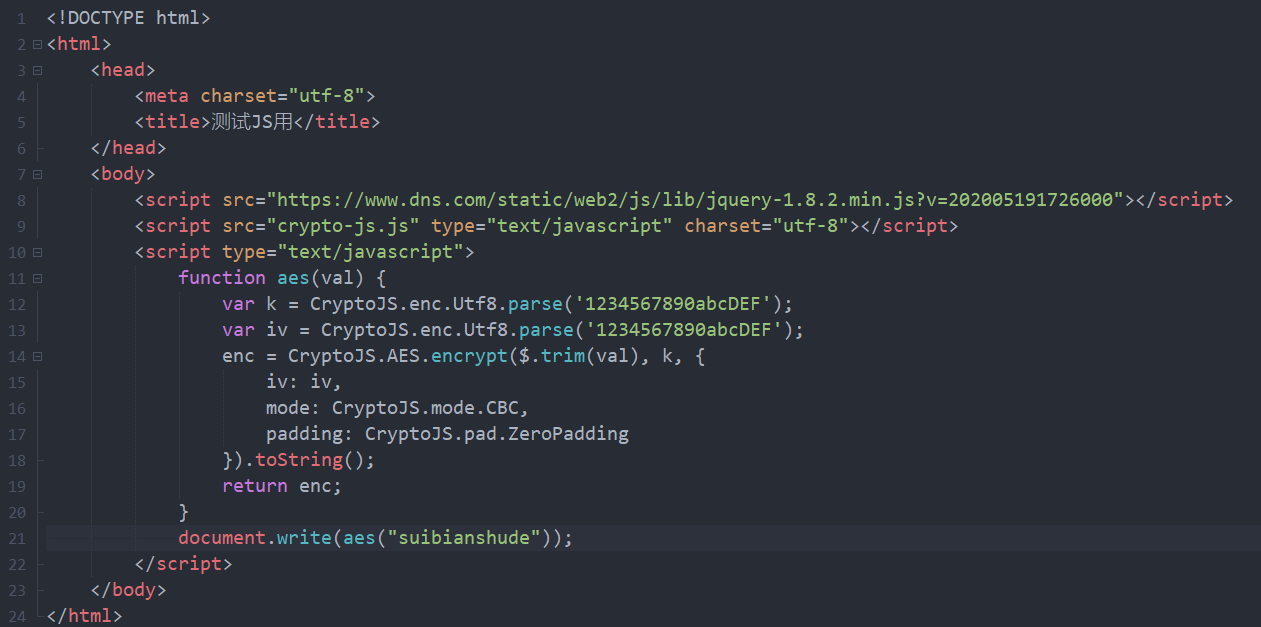 1 <!DOCTYPE html>
2 <html>
3     <head>
4         <meta charset="utf-8">
5         <title>测试JS用</title>
6     </head>
7     <body>
8         <script src="https://www.dns.com/static/web2/js/lib/jquery-1.8.2.min.js?v=202005191726000"></script>
9         <script src="crypto-js.js" type="text/javascript" charset="utf-8"></script>
10         <script type="text/javascript">
11             function aes(val) {
12                 var k = CryptoJS.enc.Utf8.parse('1234567890abcDEF');
13                 var iv = CryptoJS.enc.Utf8.parse('1234567890abcDEF');
14                 enc = CryptoJS.AES.encrypt($.trim(val), k, {
15                     iv: iv,
16                     mode: CryptoJS.mode.CBC,
17                     padding: CryptoJS.pad.ZeroPadding
18                 }).toString();
19                 return enc;
20             }
21             document.write(aes("suibianshude"));
22         </script>
23     </body>
24 </html>